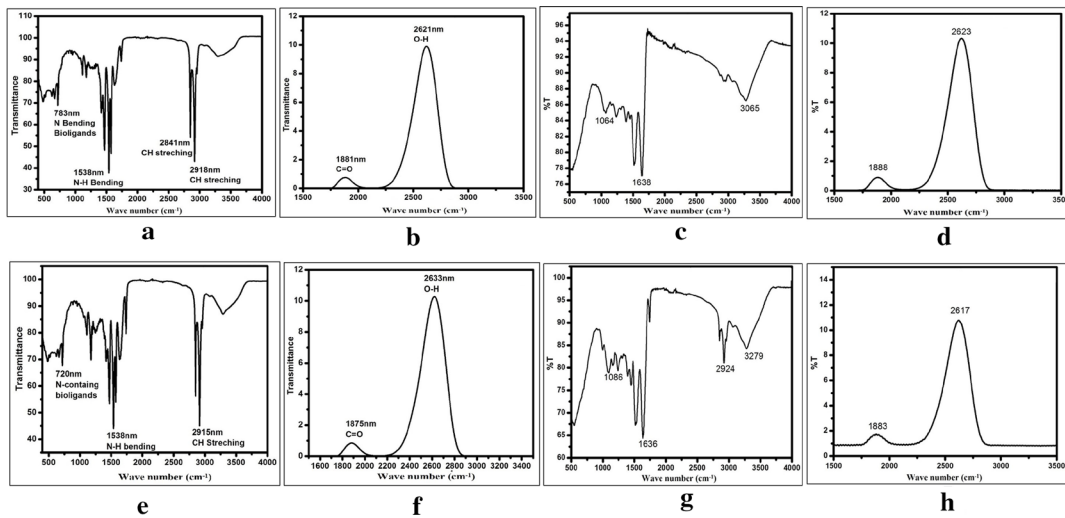 Transmittance
100
90
80
70
60
50
40
30
783nm
N Bending
Bioligands
1538nm
N-H Bending
2841nm
CH streching
2918nm
CH streching
500 1000 1500 2000 2500 3000 3500 4000
Wave number (cm-1)
a
Transmittance
12
10
8
6
4
2
0
2621nm
O-H
1881nm
C=O
1500 2000 2500 3000 3500
Wave number (cm-1)
b
%T
96
94
92
90
88
86
84
82
80
78
76
1064
1638
3065
500 1000 1500 2000 2500 3000 3500 4000
Wave number (cm-1)
c
%T
12
10
8
6
4
2
0
2623
1888
1500 2000 2500 3000 3500
Wave number (cm-1)
d
Transmittance
100
90
80
70
60
50
40
720nm
N-containg
bioligands
1538nm
N-H bending
2915nm
CH Streching
500 1000 1500 2000 2500 3000 3500 4000
Wave number (cm-1)
e
Transmittance
12
10
8
6
4
2
0
2633nm
O-H
1875nm
C=O
1600 1800 2000 2200 2400 2600 2800 3000 3200 3400
Wave number (cm-1)
f
%T
100
95
90
85
80
75
70
65
60
1086
1636
2924
3279
500 1000 1500 2000 2500 3000 3500 4000
Wave number (cm-1)
g
%T
14
12
10
8
6
4
2
0
2617
1883
1500 2000 2500 3000 3500
Wave number (cm-1)
h